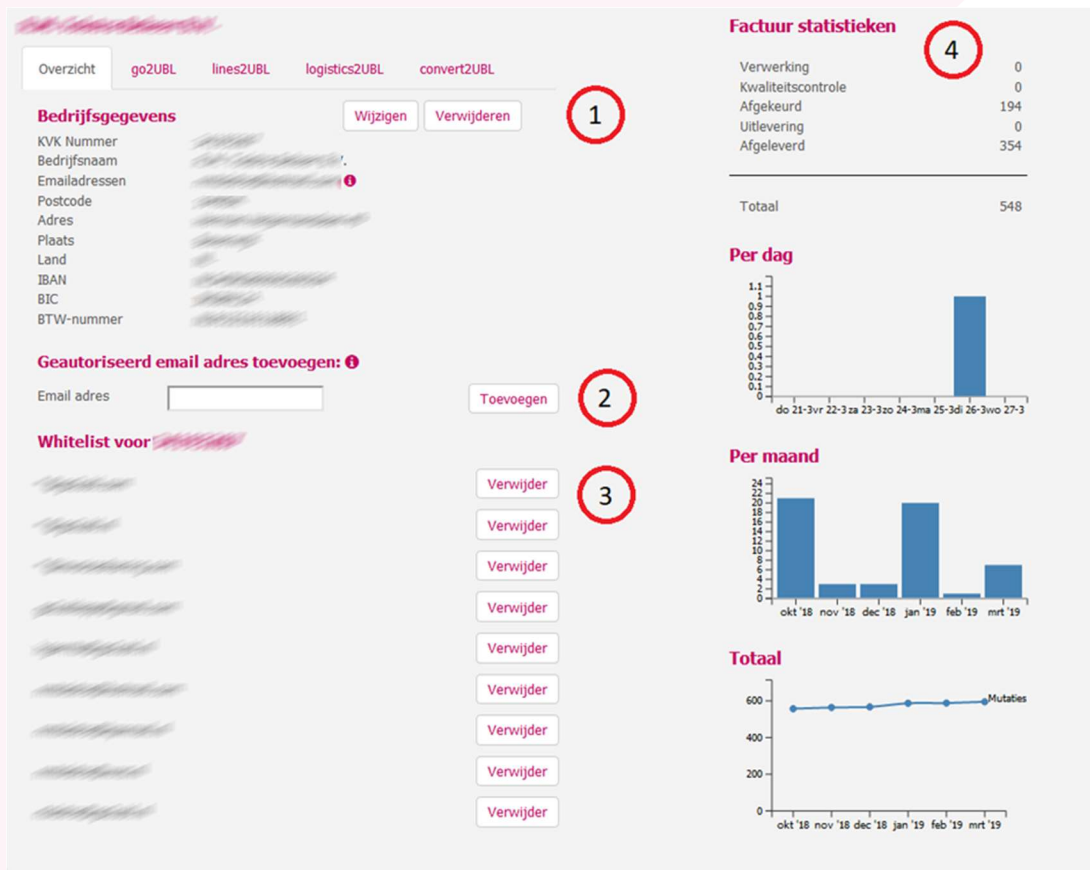 Overzicht go2UBL lines2UBL logistics2UBL convert2UBL
Bedrijfsgegevens Wijzigen Verwijderen 1
KVK Nummer
Bedrijfsnaam .
Emailadressen
Postcode
Adres
Plaats
Land
IBAN
BIC
BTW-nummer
Geautoriseerd email adres toevoegen:
Email adres Toevoegen 2
Whitelist voor
Verwijder 3
Verwijder
Verwijder
Verwijder
Verwijder
Verwijder
Verwijder
Verwijder
Verwijder
Factuur statistieken 4
Verwerking 0
Kwaliteitscontrole 0
Afgekeurd 194
Uitlevering 0
Afgeleverd 354
Totaal 548
Per dag
1.1
1
0.9
0.8
0.7
0.6
0.5
0.4
0.3
0.2
0.1
0
do 21-3 vr 22-3 za 23-3 zo 24-3 ma 25-3 di 26-3 wo 27-3
Per maand
24
22
20
18
16
14
12
10
8
6
4
2
0
okt '18 nov '18 dec '18 jan '19 feb '19 mrt '19
Totaal
600 Mutaties
400
200
0
okt '18 nov '18 dec '18 jan '19 feb '19 mrt '19